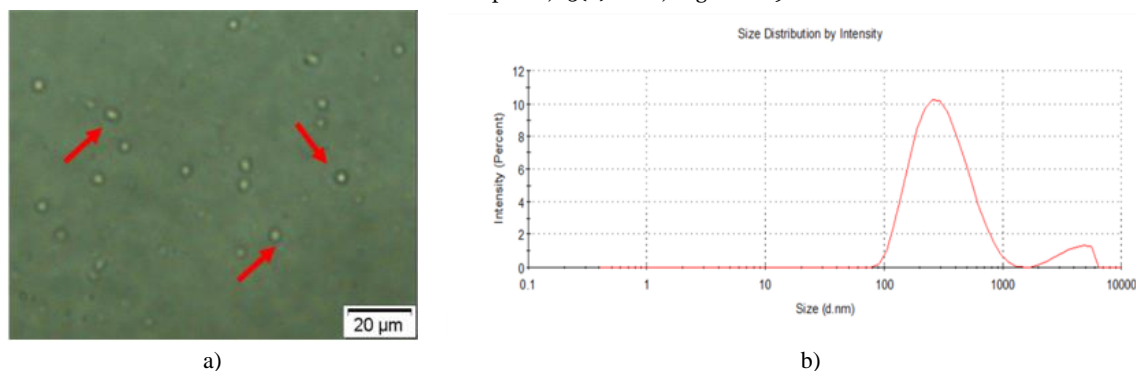 20 µm
a)
Size Distribution by Intensity
Intensity (Percent)
12
10
8
6
4
2
0
0.1 1 10 100 1000 10000
Size (d.nm)
b)